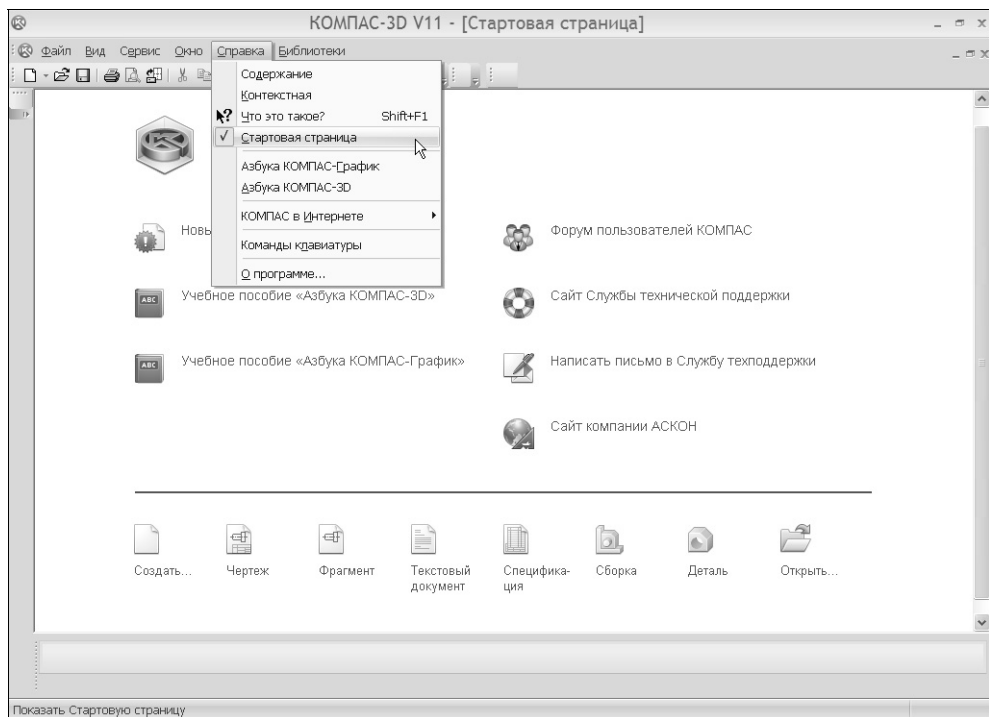 КОМПАС-3D V11 - [Стартовая страница]
Файл Вид Сервис Окно Справка Библиотеки
Содержание
Контекстная
Что это такое? Shift+F1
Стартовая страница
Азбука КОМПАС-График
Азбука КОМПАС-3D
КОМПАС в Интернете
Команды клавиатуры
О программе...
Форум пользователей КОМПАС
Учебное пособие «Азбука КОМПАС-3D»
Сайт Службы технической поддержки
Учебное пособие «Азбука КОМПАС-График»
Написать письмо в Службу техподдержки
Сайт компании АСКОН
Создать... Чертеж Фрагмент Текстовый Специфика- Сборка Деталь Открыть...
документ ция
Показать Стартовую страницу